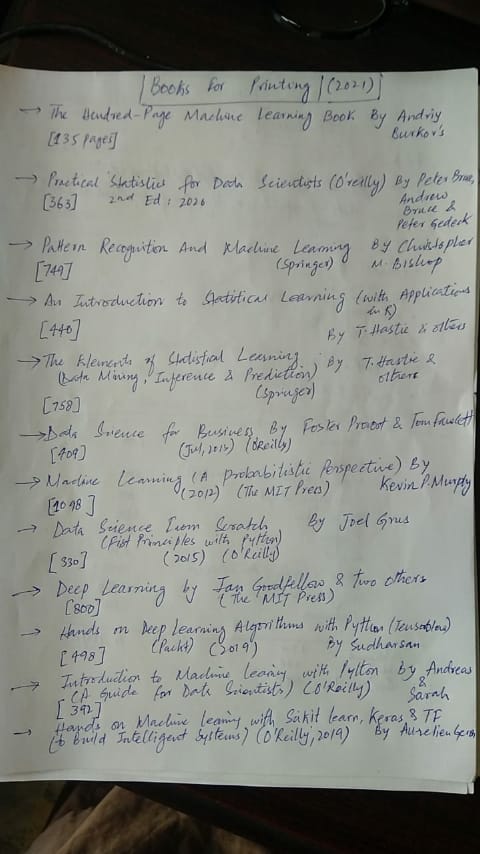 Books For Printing (2021)
→ The Hundred-Page Machine Learning Book By Andriy
[135 pages] Burkov's
→ Practical Statistics for Data Scientists (O'reilly) By Peter Bruce,
[363] 2nd Ed: 2020 Andrew
Bruce &
Peter Gedeck
→ Pattern Recognition And Machine Learning By Christopher
[749] (Springer) M. Bishop
→ An Introduction to Statitical Learning (with Applications
in R)
[440] By T. Hastie & others
→ The Elements of Statistical Learning By T. Hastie &
(Data Mining, Inference & Prediction) others
(Springer)
[758]
→ Data Science for Business By Foster Provost & Tom Fawcett
[409] (Jul, 2013) (O'Reilly)
→ Machine Learning (A Probabilistic Perspective) By
[1098] (2012) (The MIT Press) Kevin P. Murphy
→ Data Science From Scratch By Joel Grus
(Fist Principles with Python)
[330] (2015) (O'Reilly)
→ Deep Learning by Ian Goodfellow & two others
[800] (The MIT Press)
→ Hands on Deep Learning Algorithms with Python (Tensorflow)
[498] (Packt) (2019) By Sudharsan
→ Introduction to Machine learning with Python By Andreas
(A Guide for Data Scientists) (O'Reilly) &
[392] Sarah
→ Hands on Machine learning with Sikit learn, Keras & TF
(to Build Intelligent Systems) (O'Reilly, 2019) By Aurelien Geron